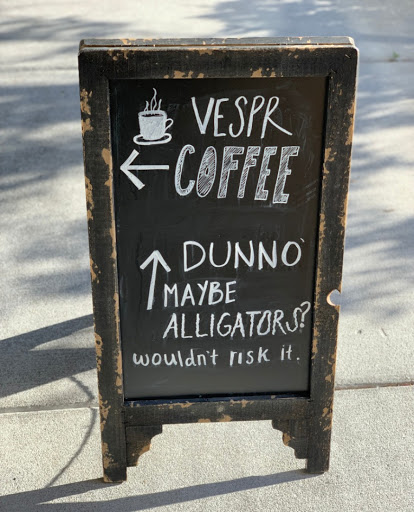 VESPR
← COFFEE
↑ DUNNO
MAYBE
ALLIGATORS?
wouldn't risk it.